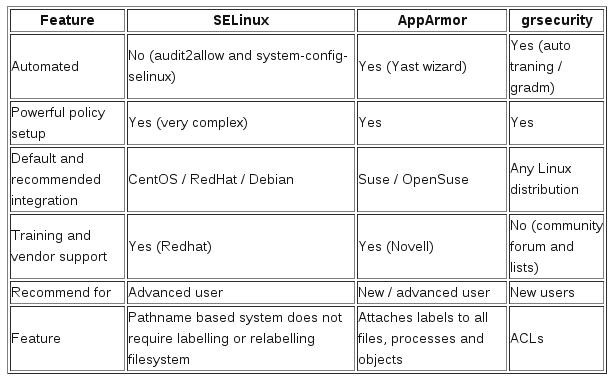 Feature SELinux AppArmor grsecurity
Automated
No (audit2allow and system-config-
selinux)
Yes (Yast wizard)
Yes (auto
traning /
gradm)
Powerful policy
setup
Yes (very complex)
Yes
Yes
Default and
recommended
integration
CentOS / RedHat / Debian
Suse / OpenSuse
Any Linux
distribution
Training and
vendor support
Yes (Redhat)
Yes (Novell)
No (community
forum and
lists)
Recommend for
Advanced user
New / advanced user
New users
Feature
Pathname based system does not
require labelling or relabelling
filesystem
Attaches labels to all
files, processes and
objects
ACLs